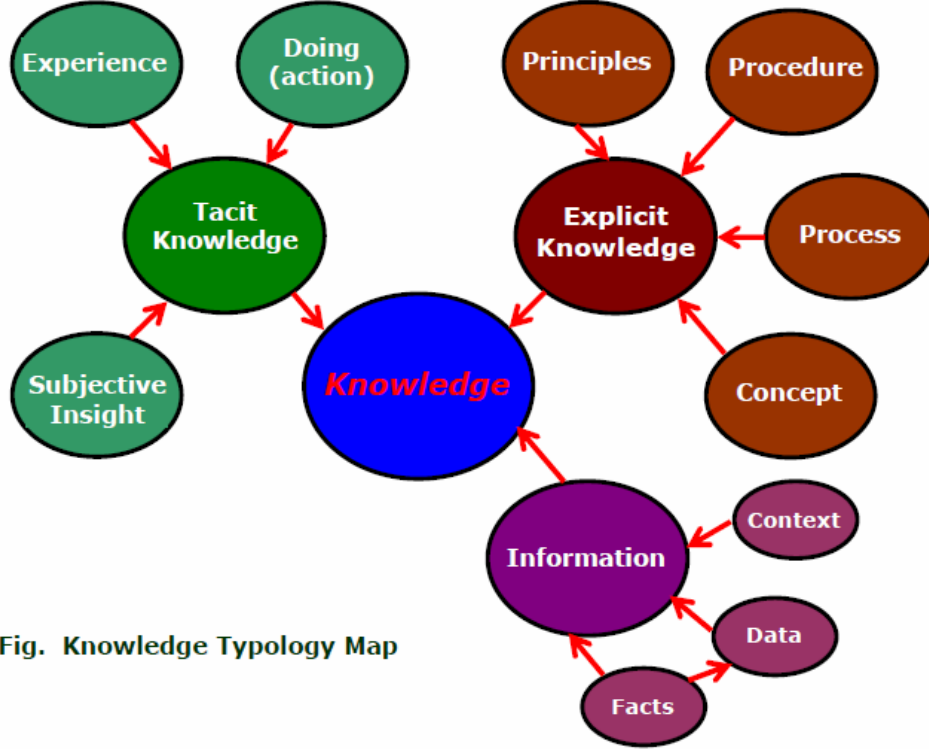 Experience
Doing
(action)
Principles
Procedure
Tacit
Knowledge
Explicit
Knowledge
Process
Subjective
Insight
Knowledge
Concept
Context
Information
Data
Facts
Fig. Knowledge Typology Map